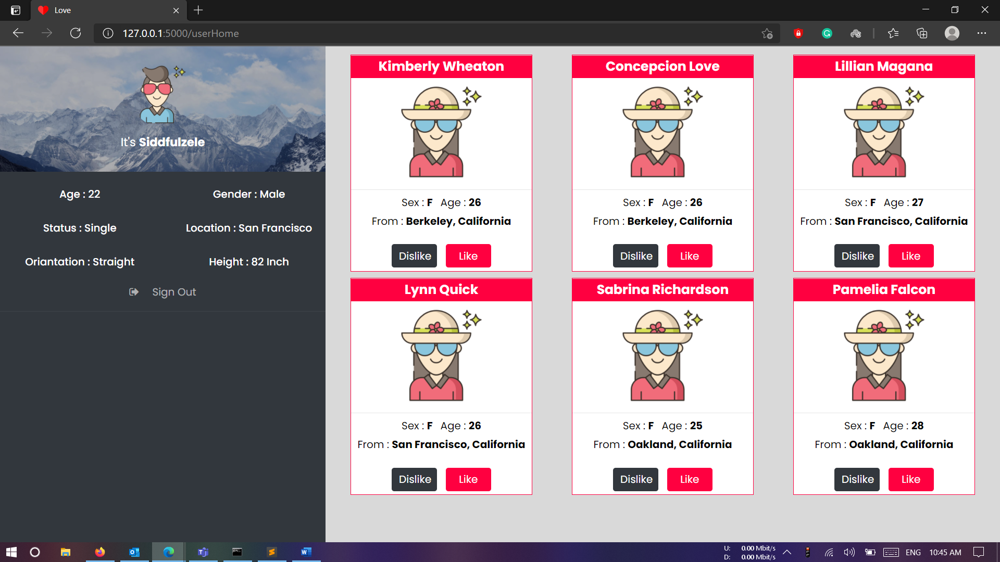 Love
127.0.0.1:5000/userHome
It's Siddfulzele
Age : 22
Gender : Male
Status : Single
Location : San Francisco
Oriantation : Straight
Height : 82 Inch
Sign Out
Kimberly Wheaton
Sex : F Age : 26
From : Berkeley, California
Dislike Like
Concepcion Love
Sex : F Age : 26
From : Berkeley, California
Dislike Like
Lillian Magana
Sex : F Age : 27
From : San Francisco, California
Dislike Like
Lynn Quick
Sex : F Age : 26
From : San Francisco, California
Dislike Like
Sabrina Richardson
Sex : F Age : 25
From : Oakland, California
Dislike Like
Pamelia Falcon
Sex : F Age : 28
From : Oakland, California
Dislike Like
U: 0.00 Mbit/s
D: 0.00 Mbit/s
ENG
10:45 AM